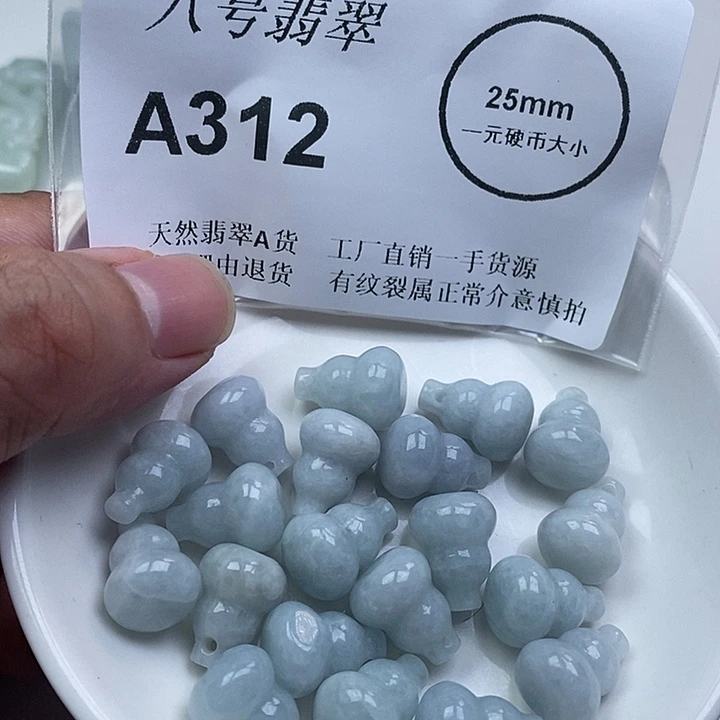 八号翡翠
A312
25mm
一元硬币大小
天然翡翠A货 工厂直销一手货源
由退货 有纹裂属正常介意慎拍